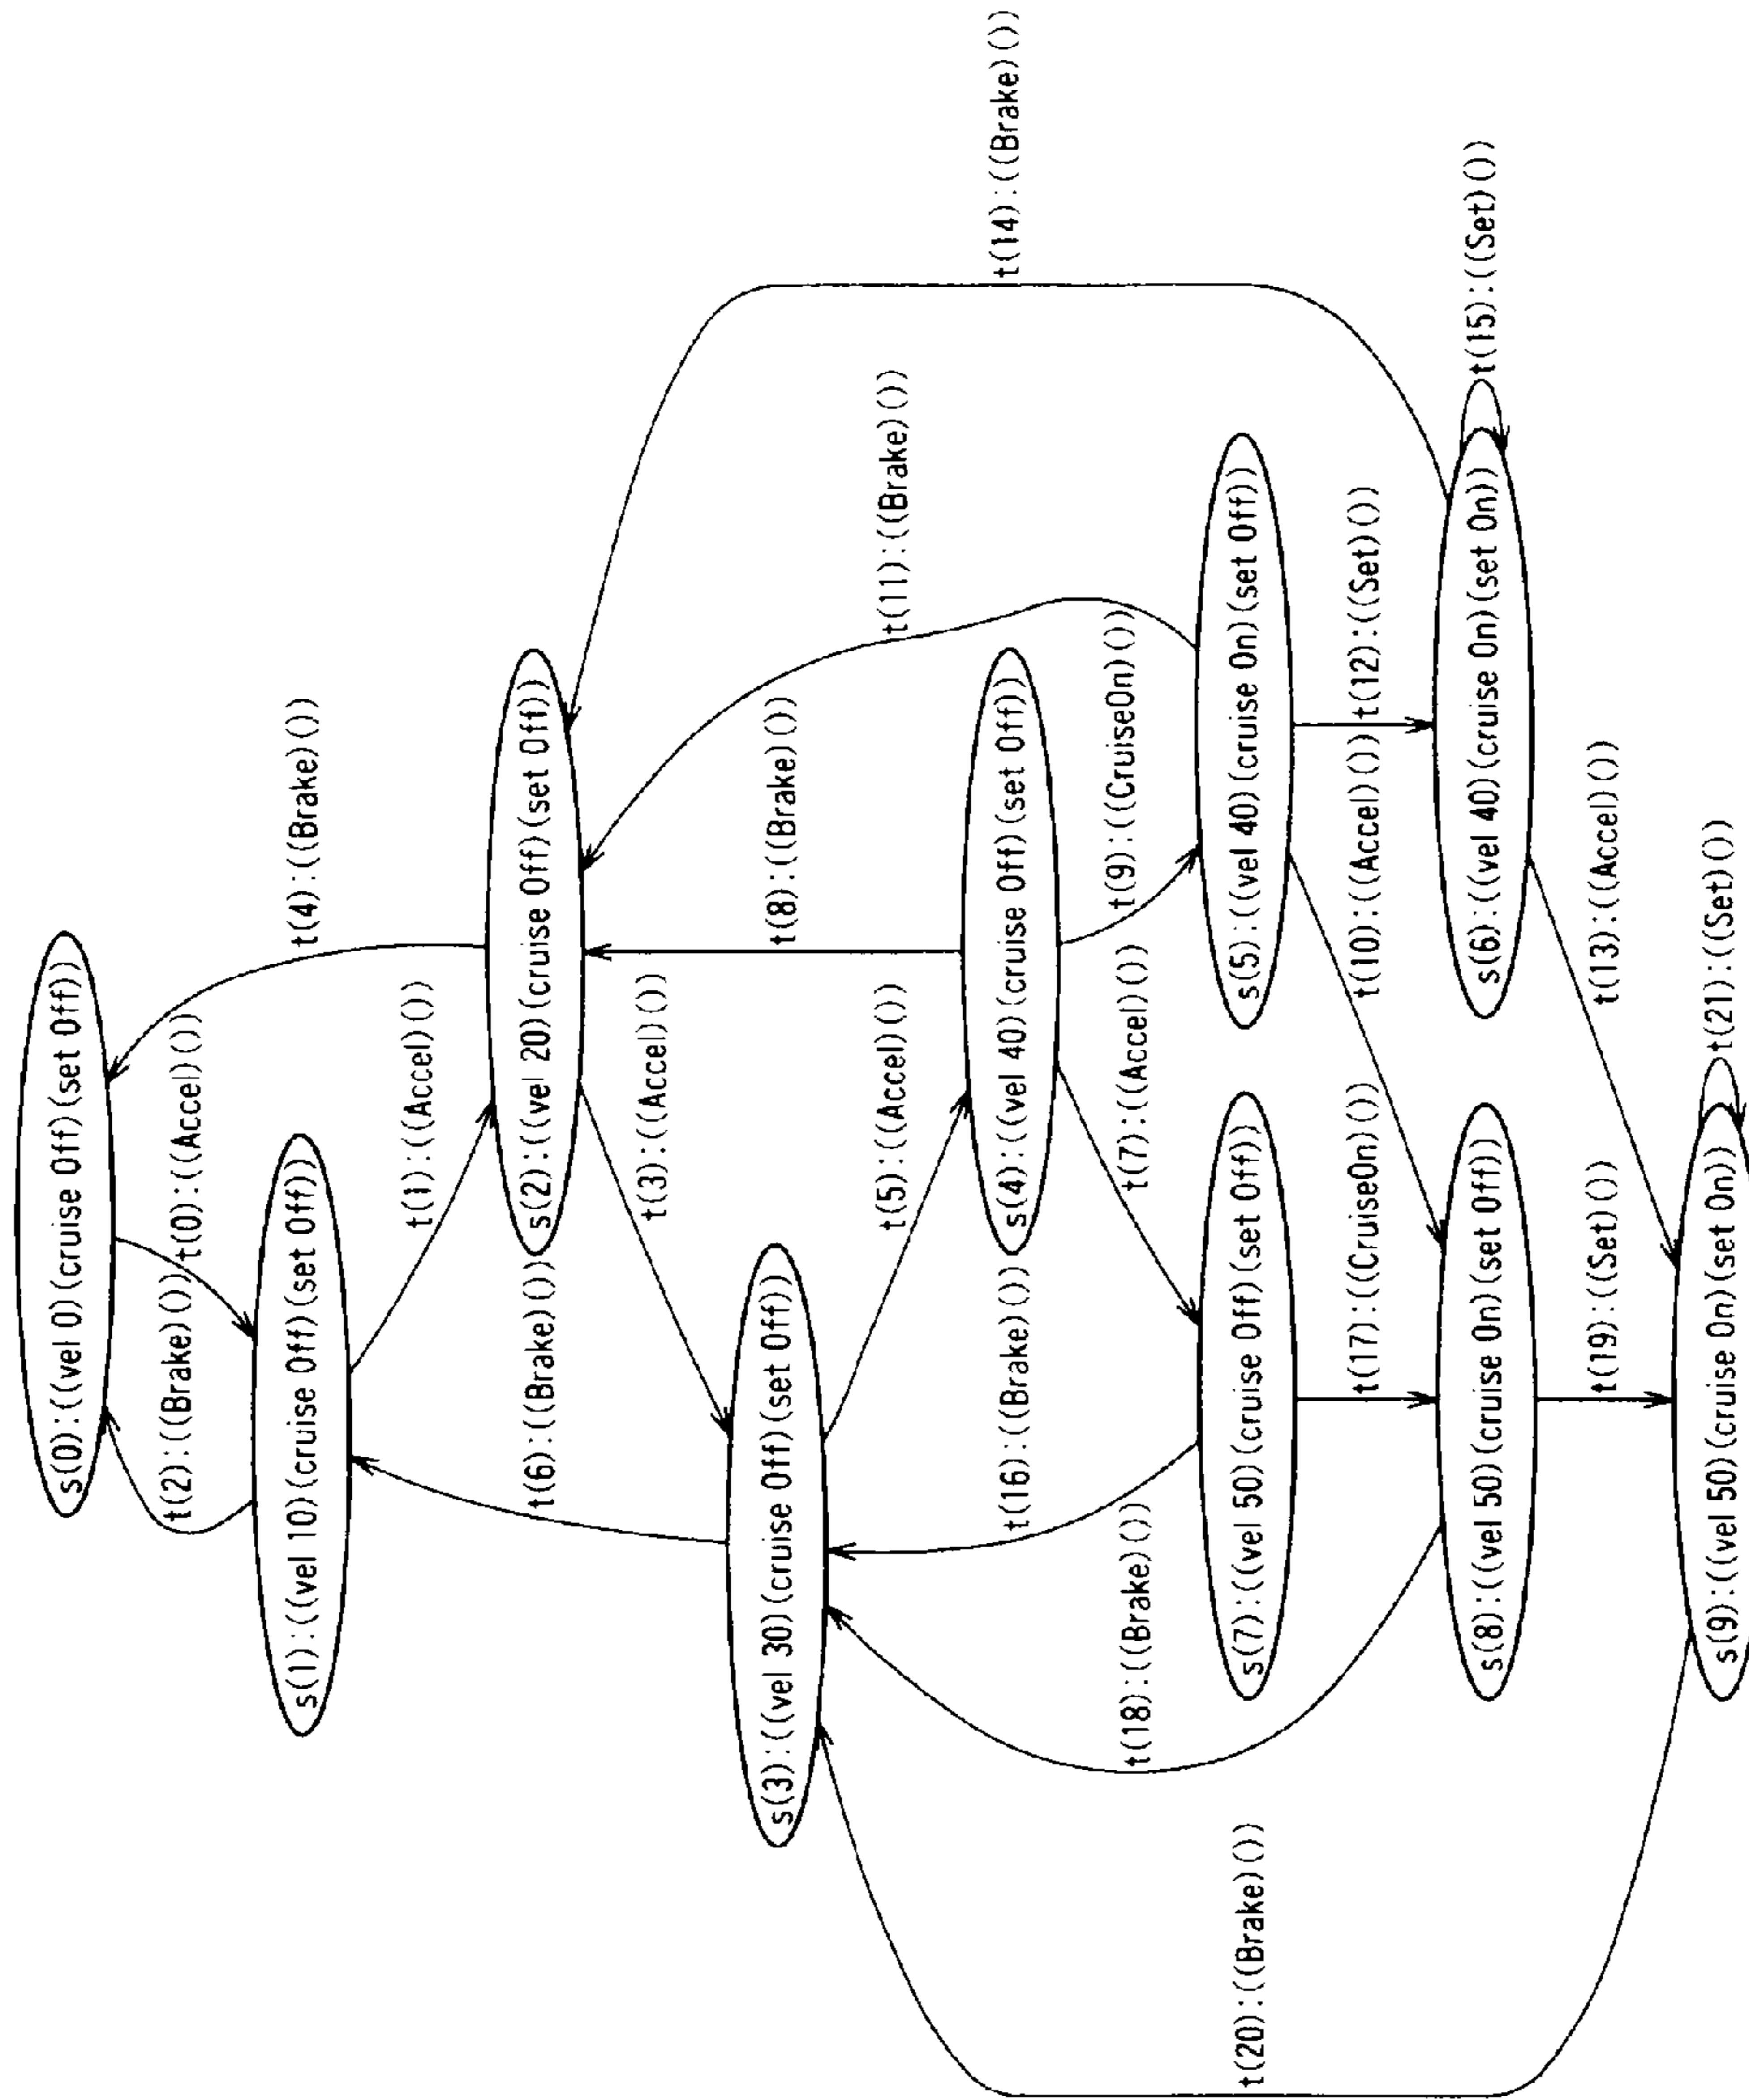 s(0):((vel 0)(cruise Off)(set Off))
t(2):((Brake)())
t(0):((Accel)())
t(4):((Brake)())
s(1):((vel 10)(cruise Off)(set Off))
t(1):((Accel)())
s(2):((vel 20)(cruise Off)(set Off))
t(6):((Brake)())
t(3):((Accel)())
t(8):((Brake)())
t(11):((Brake)())
t(14):((Brake)())
s(3):((vel 30)(cruise Off)(set Off))
t(5):((Accel)())
s(4):((vel 40)(cruise Off)(set Off))
t(20):((Brake)())
t(18):((Brake)())
t(16):((Brake)())
t(7):((Accel)())
t(9):((CruiseOn)())
s(7):((vel 50)(cruise Off)(set Off))
s(5):((vel 40)(cruise On)(set Off))
t(17):((CruiseOn)())
t(10):((Accel)())
t(12):((Set)())
s(8):((vel 50)(cruise On)(set Off))
s(6):((vel 40)(cruise On)(set On))
t(15):((Set)())
t(19):((Set)())
t(13):((Accel)())
s(9):((vel 50)(cruise On)(set On))
t(21):((Set)())